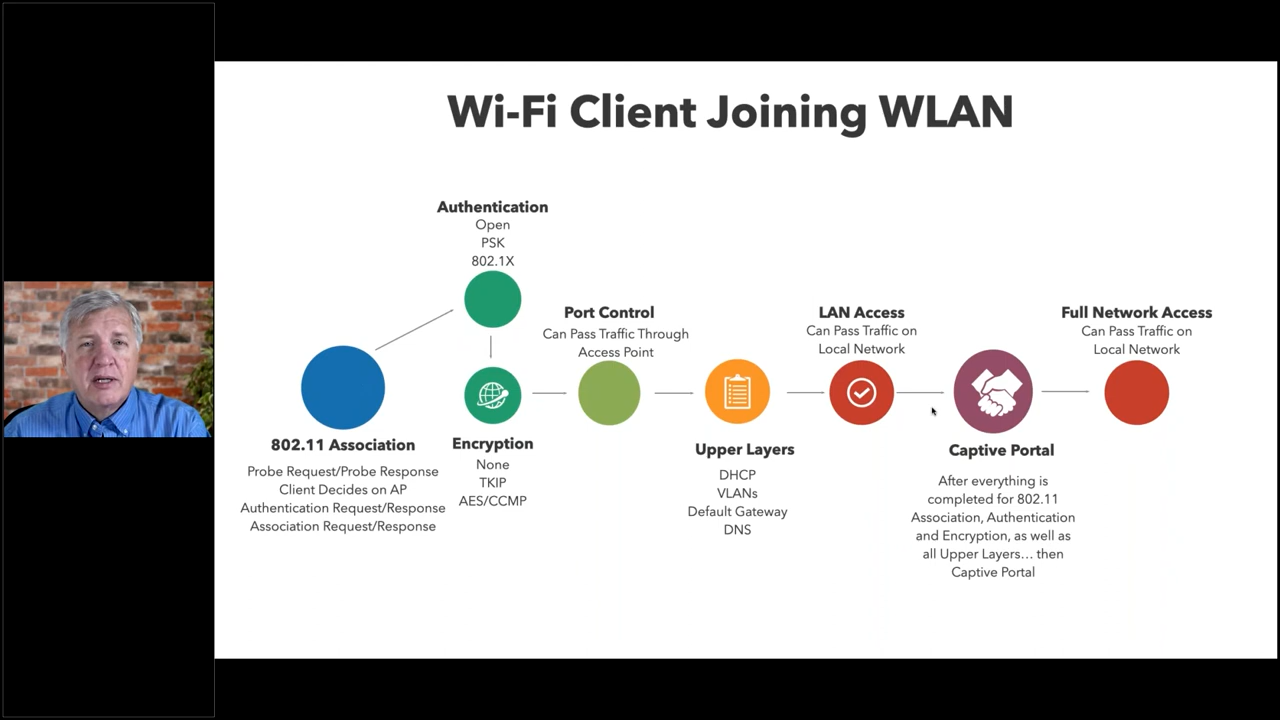 Wi-Fi Client Joining WLAN
Authentication
Open
PSK
802.1X
802.11 Association
Probe Request/Probe Response
Client Decides on AP
Authentication Request/Response
Association Request/Response
Encryption
None
TKIP
AES/CCMP
Port Control
Can Pass Traffic Through
Access Point
Upper Layers
DHCP
VLANs
Default Gateway
DNS
LAN Access
Can Pass Traffic on
Local Network
Captive Portal
After everything is
completed for 802.11
Association, Authentication
and Encryption, as well as
all Upper Layers... then
Captive Portal
Full Network Access
Can Pass Traffic on
Local Network